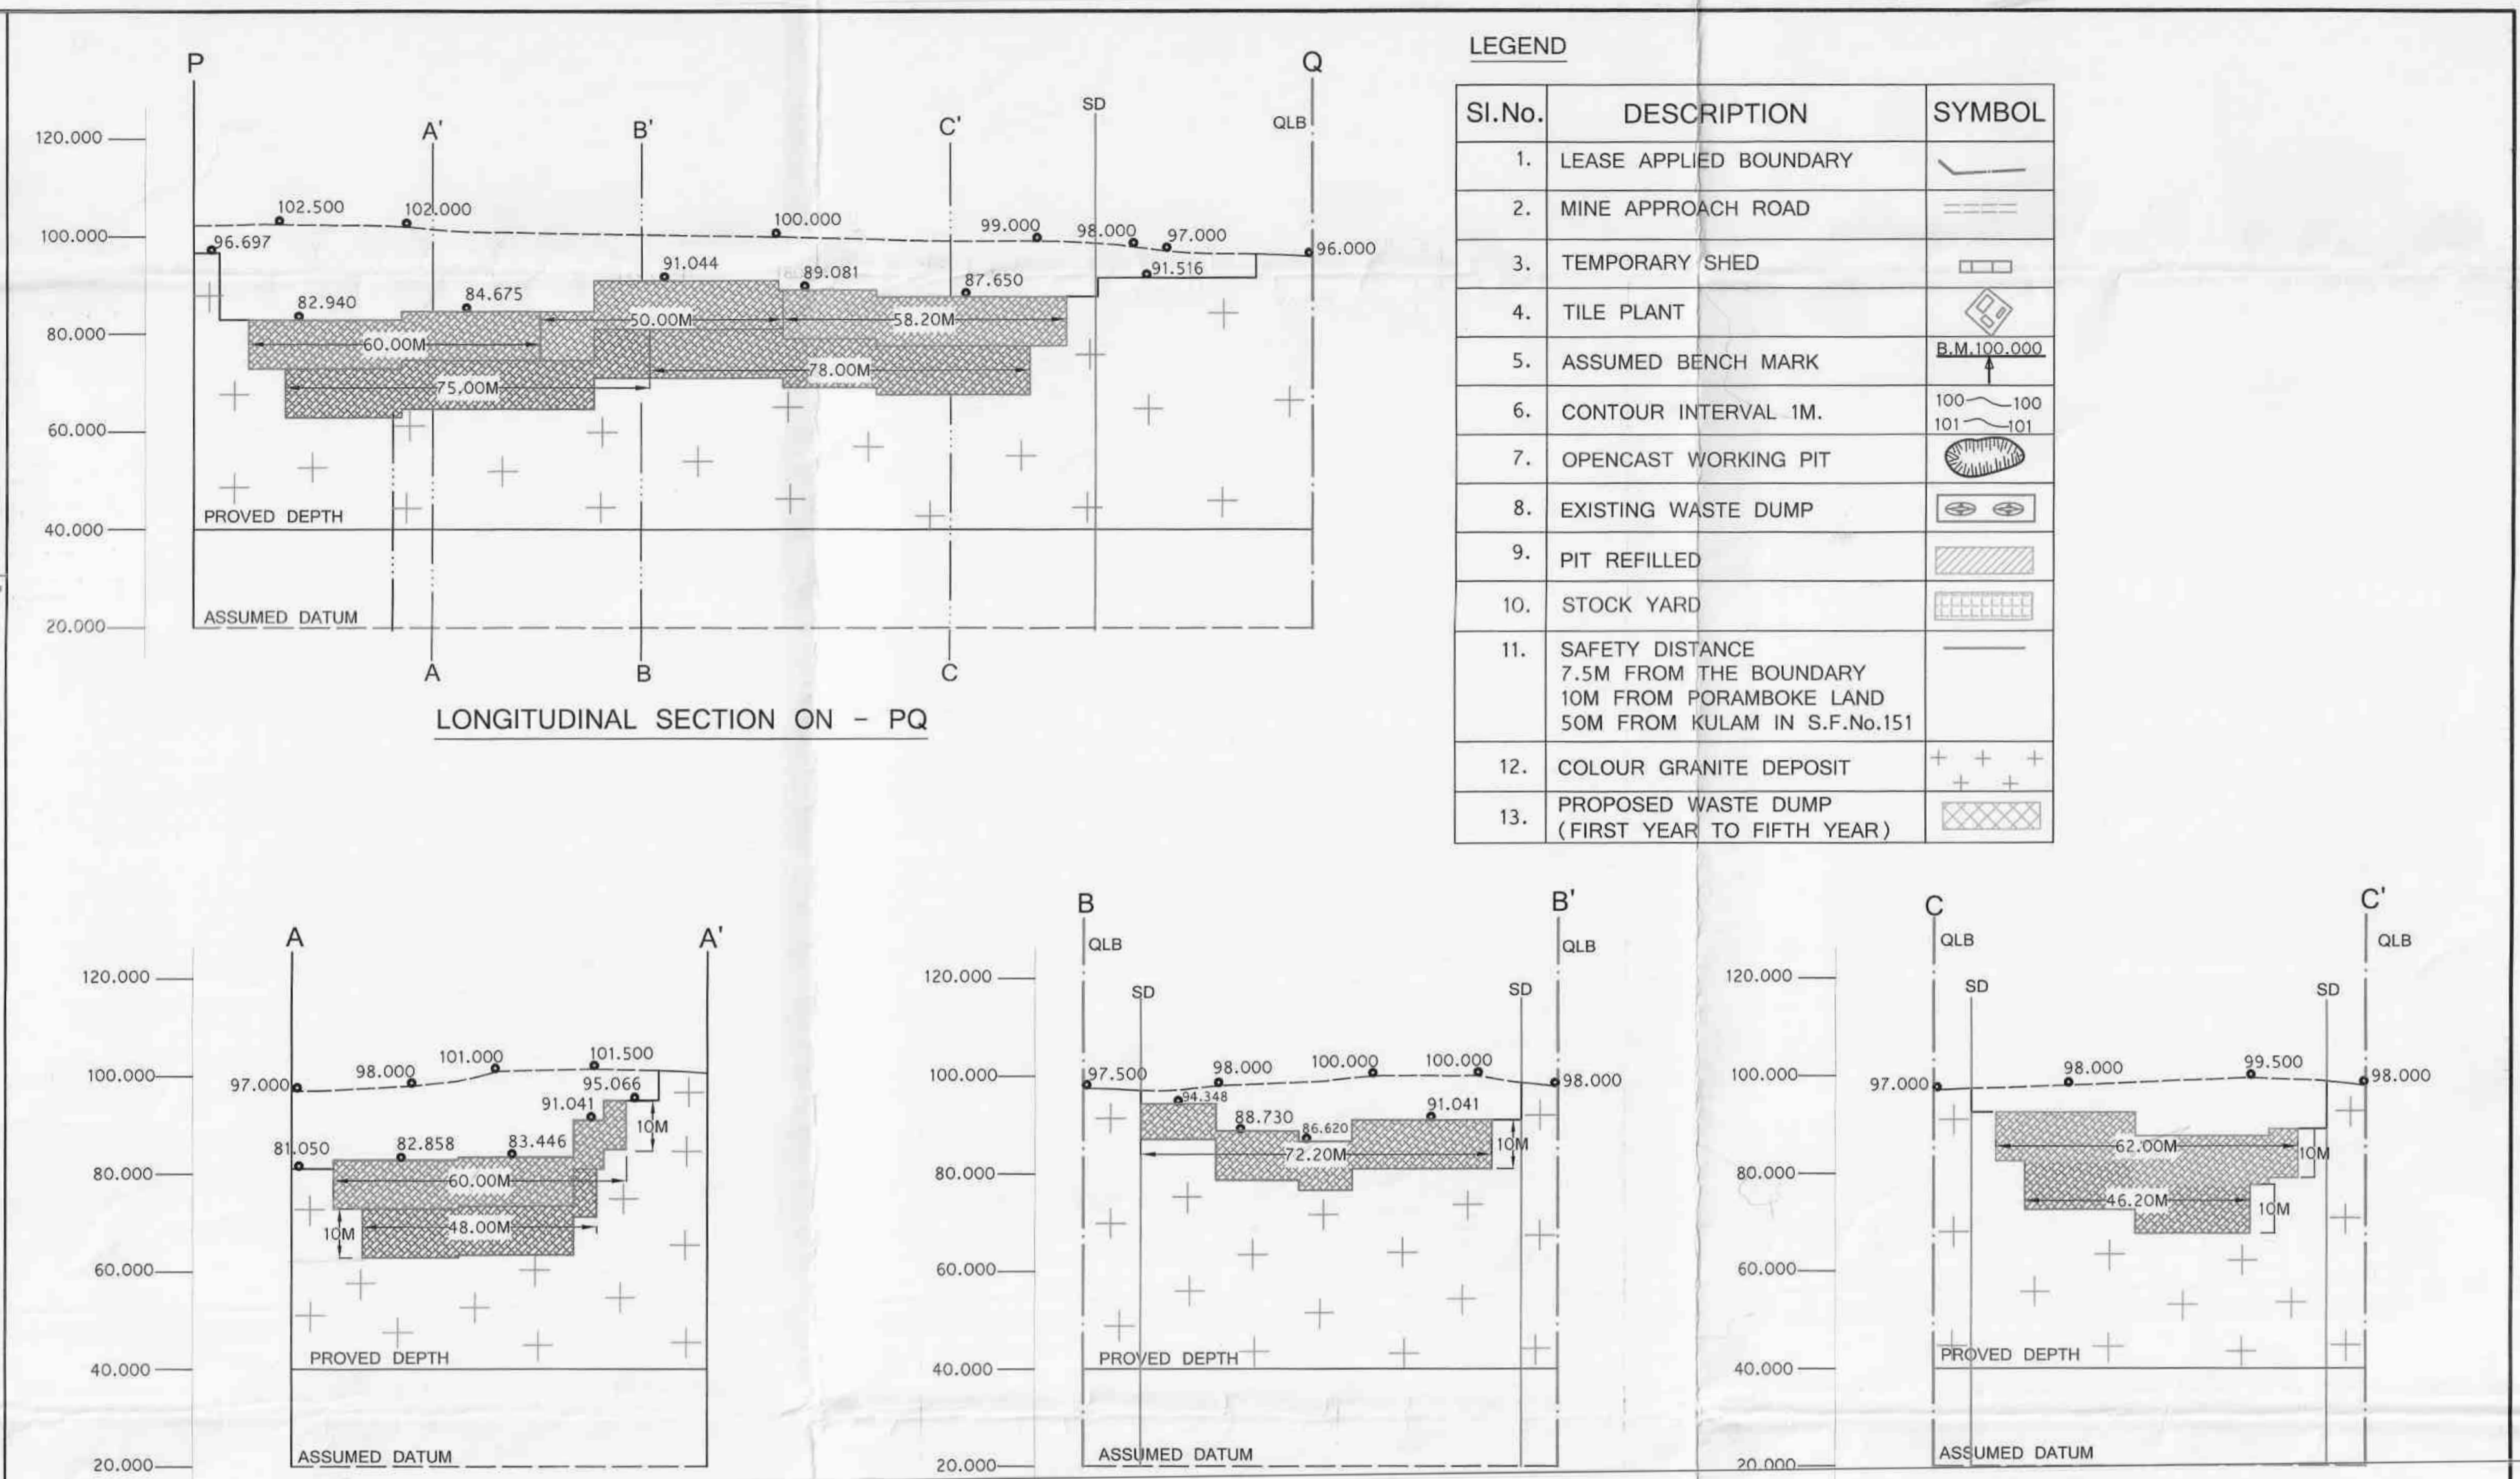 P
Q
SD
QLB
A'
B'
C'
120.000
100.000
80.000
60.000
40.000
20.000
102.500
102.000
100.000
99.000
98.000
97.000
96.000
96.697
91.044
89.081
87.650
91.516
82.940
84.675
50.00M
58.20M
60.00M
78.00M
75.00M
PROVED DEPTH
ASSUMED DATUM
A
B
C
LONGITUDINAL SECTION ON - PQ
LEGEND
Sl.No. DESCRIPTION SYMBOL
1. LEASE APPLIED BOUNDARY
2. MINE APPROACH ROAD
3. TEMPORARY SHED
4. TILE PLANT
5. ASSUMED BENCH MARK B.M.100.000
6. CONTOUR INTERVAL 1M. 100 100
101 101
7. OPENCAST WORKING PIT
8. EXISTING WASTE DUMP
9. PIT REFILLED
10. STOCK YARD
11. SAFETY DISTANCE
7.5M FROM THE BOUNDARY
10M FROM PORAMBOKE LAND
50M FROM KULAM IN S.F.No.151
12. COLOUR GRANITE DEPOSIT
13. PROPOSED WASTE DUMP
(FIRST YEAR TO FIFTH YEAR)
A
A'
120.000
100.000
80.000
60.000
40.000
20.000
97.000
98.000
101.000
101.500
95.066
91.041
10M
81.050
82.858
83.446
60.00M
48.00M
10M
PROVED DEPTH
ASSUMED DATUM
B
B'
QLB
QLB
SD
SD
120.000
100.000
80.000
60.000
40.000
20.000
97.500
98.000
100.000
100.000
98.000
94.348
88.730
86.620
91.041
72.20M
10M
PROVED DEPTH
ASSUMED DATUM
C
C'
QLB
QLB
SD
SD
120.000
100.000
80.000
60.000
40.000
20.000
97.000
98.000
99.500
98.000
62.00M
10M
46.20M
10M
PROVED DEPTH
ASSUMED DATUM